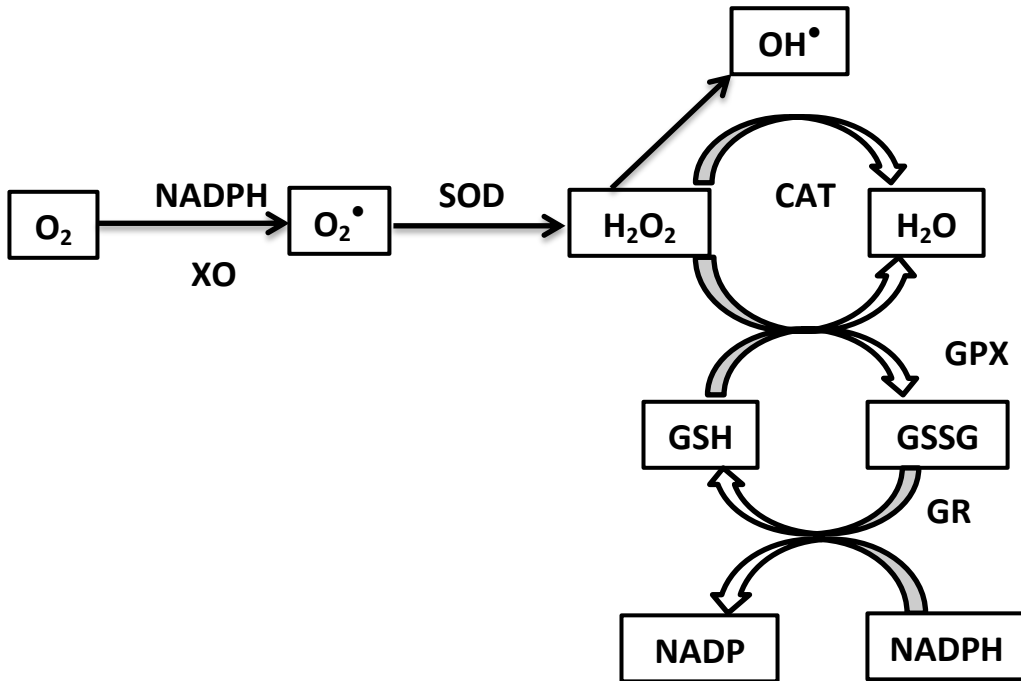 OH•
NADPH
SOD
CAT
O₂
O₂•
H₂O₂
H₂O
XO
GPX
GSH
GSSG
GR
NADP
NADPH